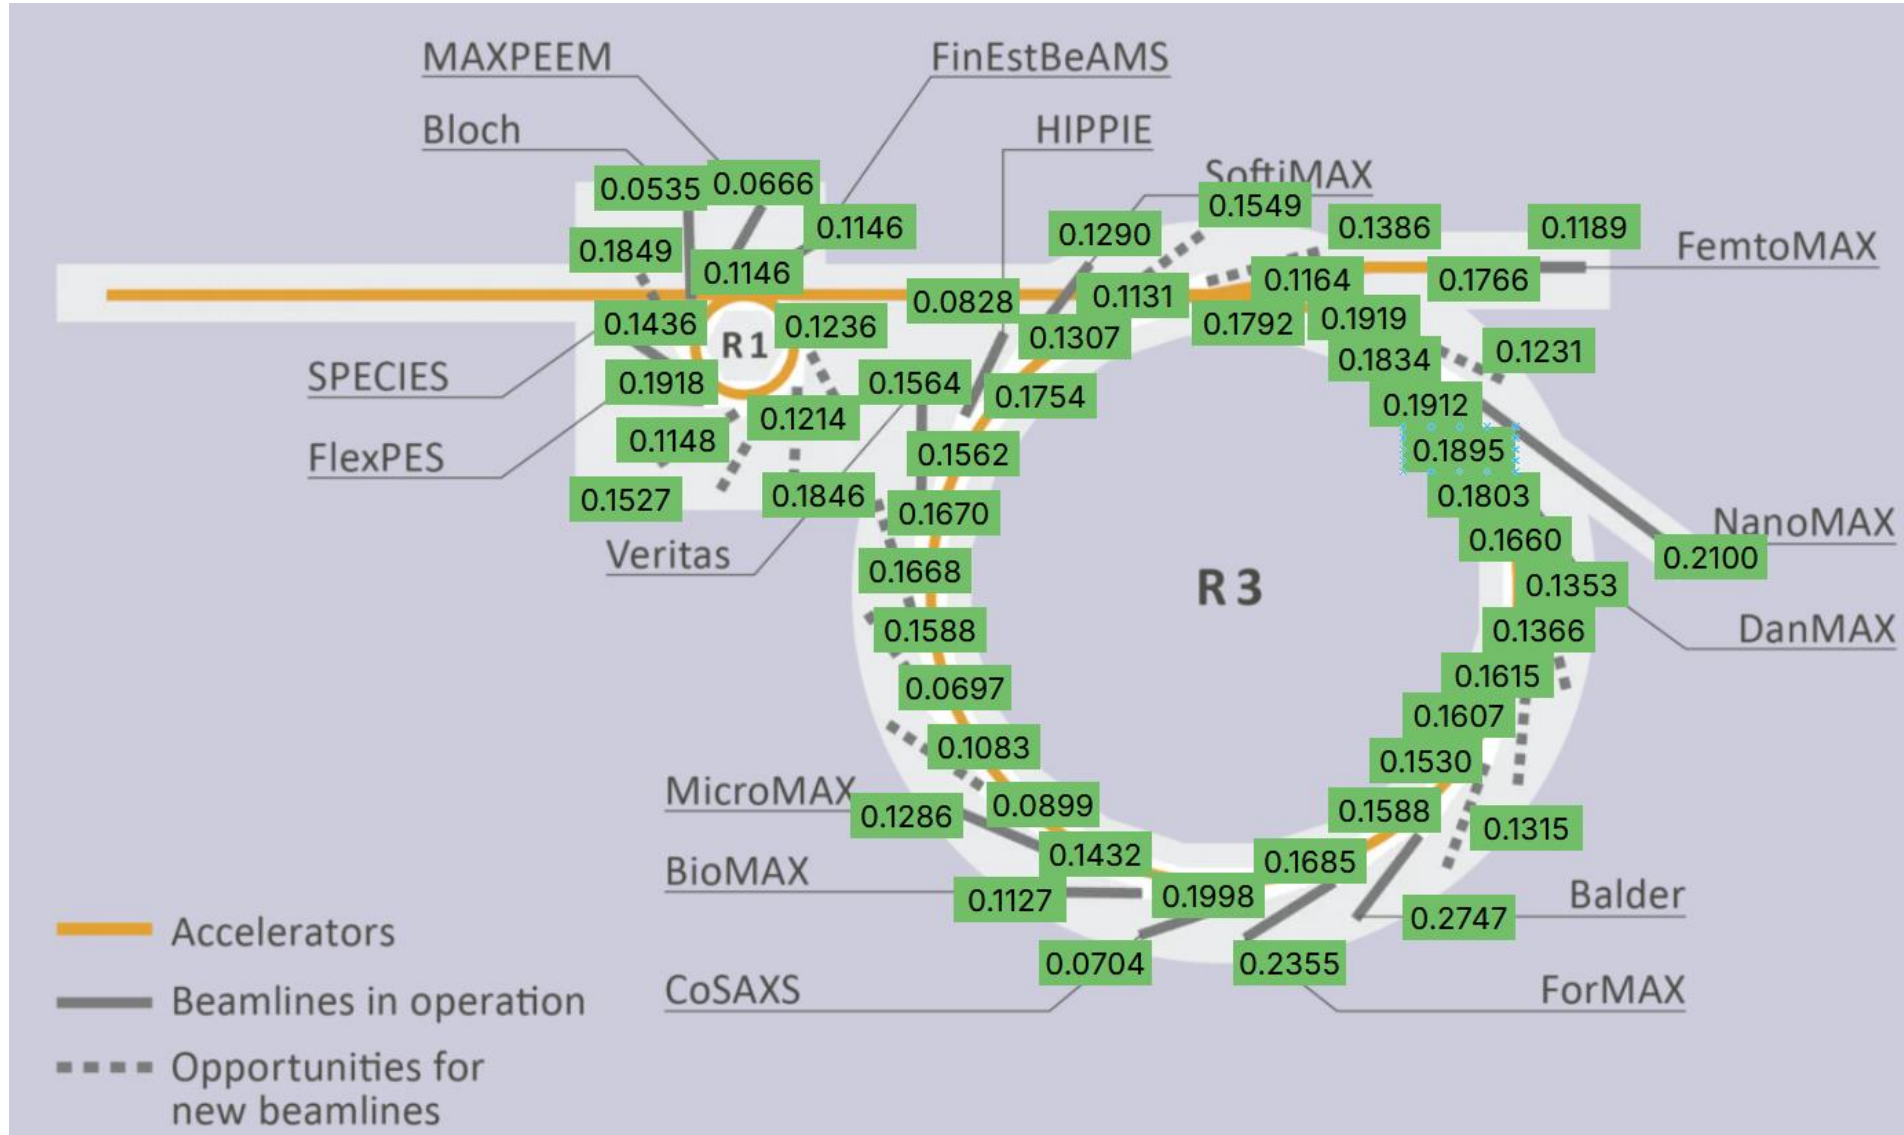 MAXPEEM
FinEstBeAMS
Bloch
HIPPIE
SoftiMAX
0.0535
0.0666
0.1549
0.1146
0.1290
0.1386
0.1189
FemtoMAX
0.1849
0.1146
0.1164
0.1766
0.0828
0.1131
0.1436
0.1236
0.1307
0.1792
0.1919
R1
0.1834
0.1231
SPECIES
0.1918
0.1564
0.1754
0.1912
0.1214
0.1148
0.1562
0.1895
FlexPES
0.1527
0.1846
0.1670
0.1803
NanoMAX
Veritas
0.1668
0.1660
0.2100
R3
0.1353
0.1588
0.1366
DanMAX
0.0697
0.1615
0.1607
0.1083
0.1530
MicroMAX
0.1286
0.0899
0.1588
0.1315
0.1432
0.1685
BioMAX
0.1127
0.1998
Balder
0.2747
Accelerators
0.0704
0.2355
CoSAXS
ForMAX
Beamlines in operation
Opportunities for
new beamlines